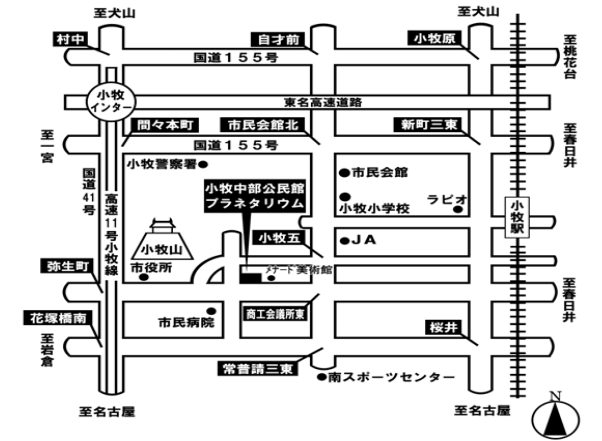 至犬山
至犬山
村中
自才前
小牧原
至桃花台
国道155号
小牧
インター
東名高速道路
間々本町
市民会館北
新町三東
至一宮
至春日井
国道155号
小牧警察署
市民会館
国道41号
高速11号小牧線
小牧中部公民館
プラネタリウム
小牧小学校
ラピオ
小牧駅
小牧山
小牧五
JA
弥生町
市役所
メナード美術館
至春日井
花塚橋南
市民病院
商工会議所東
桜井
至岩倉
常普請三東
南スポーツセンター
至名古屋
至名古屋
N